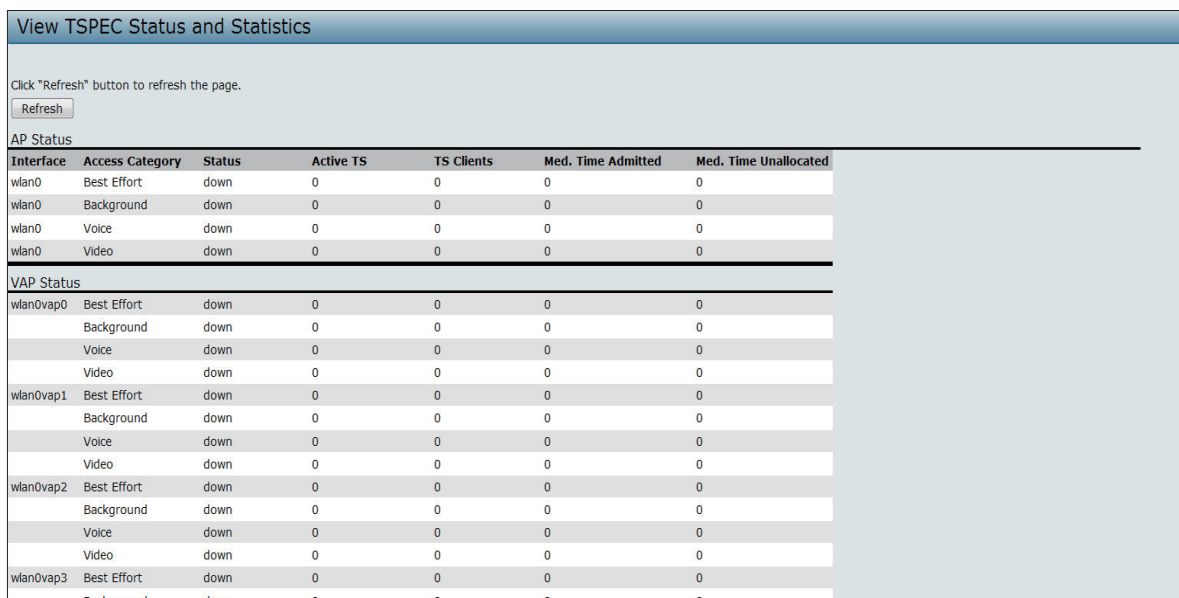 View TSPEC Status and Statistics
Click "Refresh" button to refresh the page.
Refresh
AP Status
Interface Access Category Status Active TS TS Clients Med. Time Admitted Med. Time Unallocated
wlan0 Best Effort down 0 0 0 0
wlan0 Background down 0 0 0 0
wlan0 Voice down 0 0 0 0
wlan0 Video down 0 0 0 0
VAP Status
wlan0vap0 Best Effort down 0 0 0 0
Background down 0 0 0 0
Voice down 0 0 0 0
Video down 0 0 0 0
wlan0vap1 Best Effort down 0 0 0 0
Background down 0 0 0 0
Voice down 0 0 0 0
Video down 0 0 0 0
wlan0vap2 Best Effort down 0 0 0 0
Background down 0 0 0 0
Voice down 0 0 0 0
Video down 0 0 0 0
wlan0vap3 Best Effort down 0 0 0 0